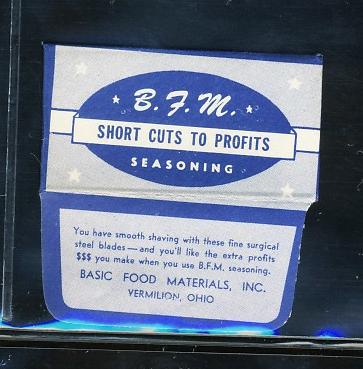 B.F.M.
SHORT CUTS TO PROFITS
SEASONING
You have smooth shaving with these fine surgical
steel blades—and you'll like the extra profits
$$$ you make when you use B.F.M. seasoning.
BASIC FOOD MATERIALS, INC.
VERMILION, OHIO